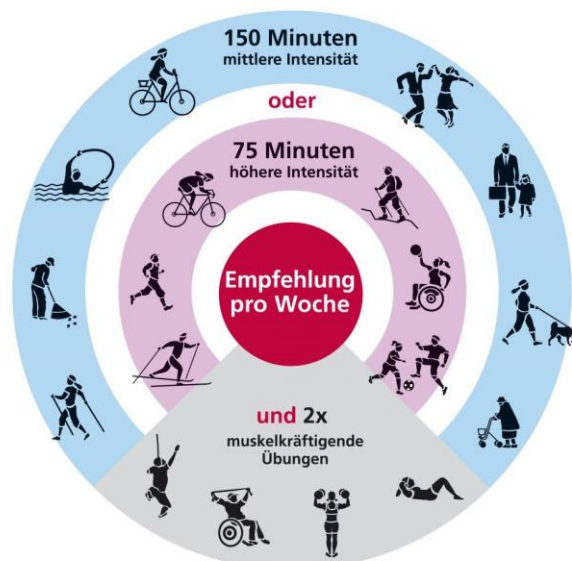 150 Minuten
mittlere Intensität
oder
75 Minuten
höhere Intensität
Empfehlung
pro Woche
und 2x
muskelkräftigende
Übungen